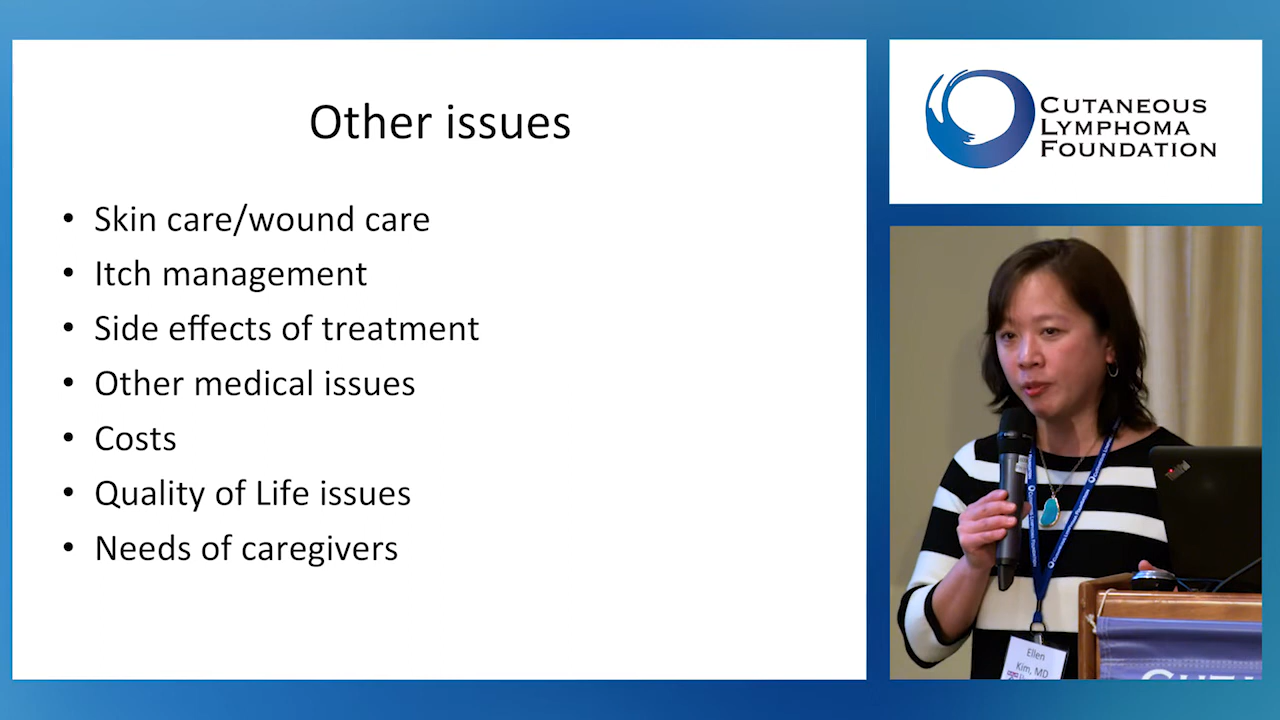 Other issues
• Skin care/wound care
• Itch management
• Side effects of treatment
• Other medical issues
• Costs
• Quality of Life issues
• Needs of caregivers
CUTANEOUS
LYMPHOMA
FOUNDATION
Ellen
Kim, MD